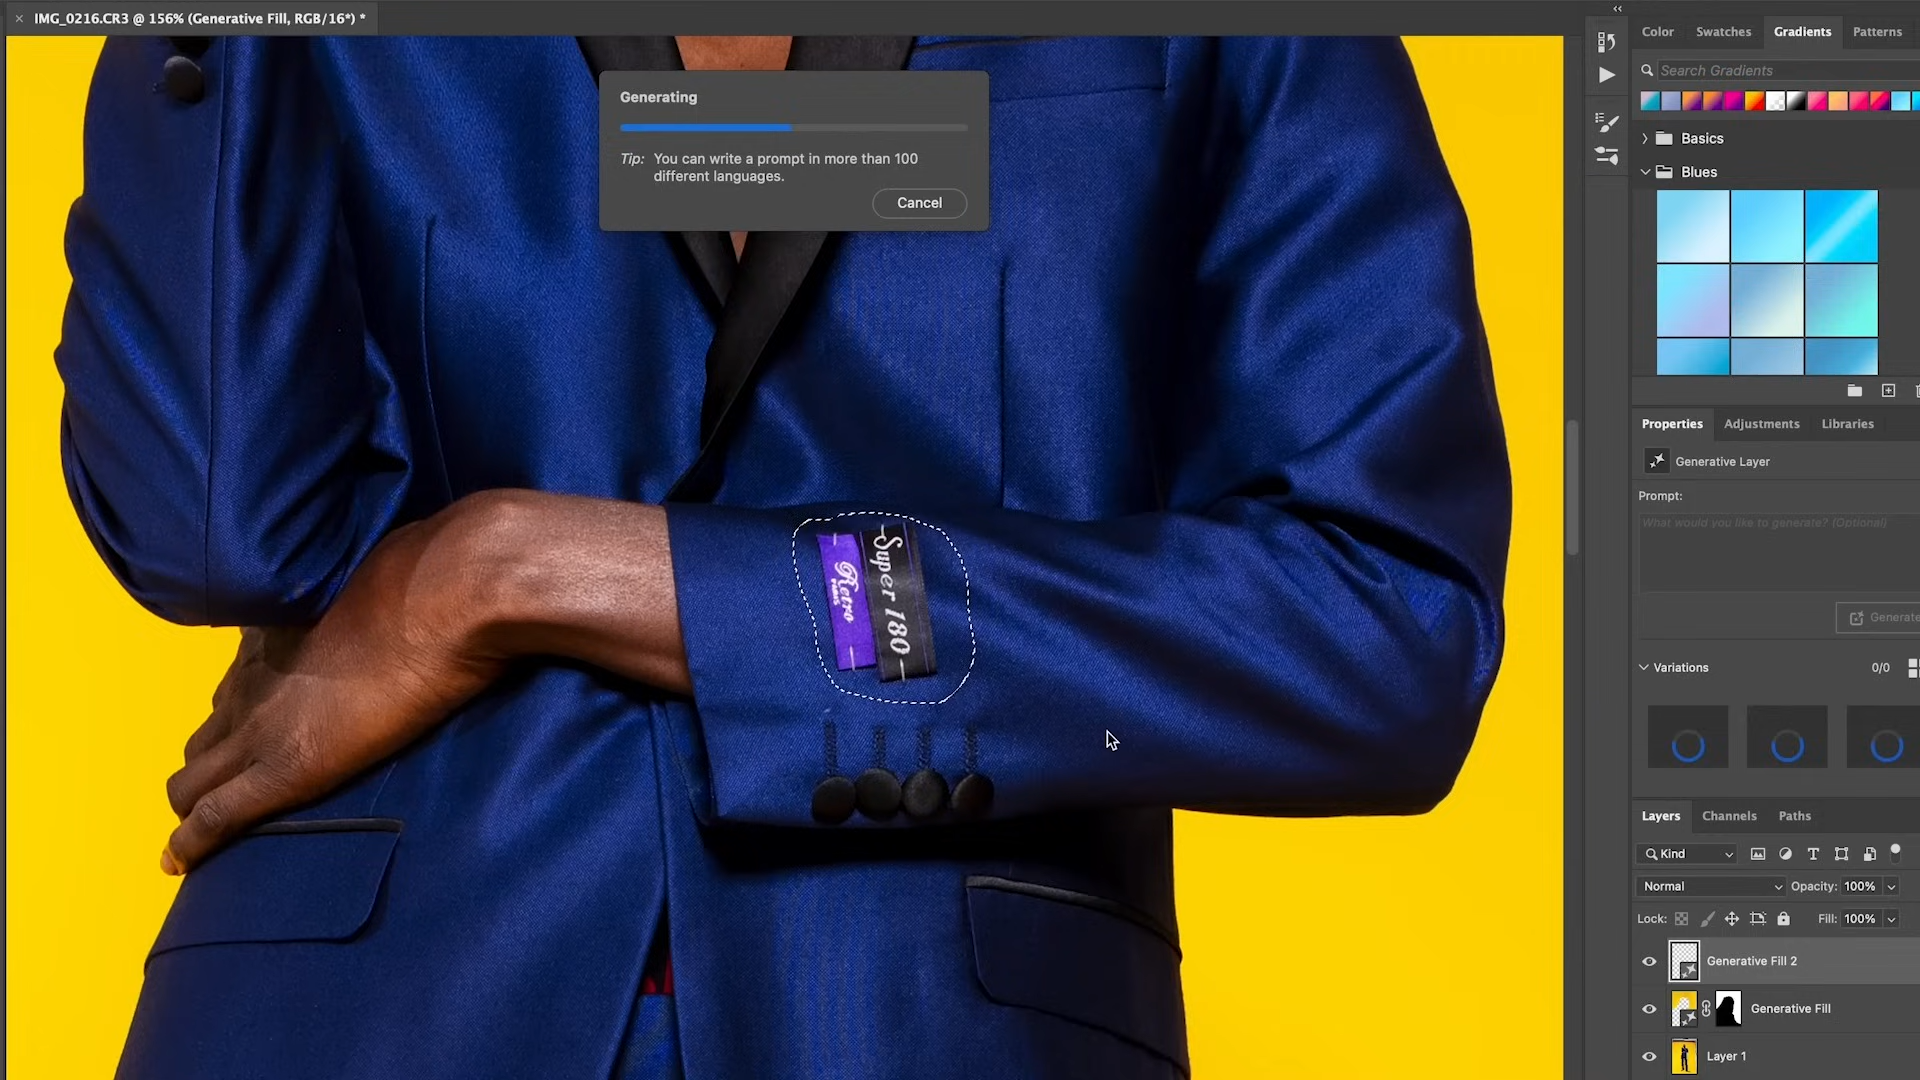 IMG_0216.CR3 @ 156% (Generative Fill, RGB/16*) *
Generating
Tip: You can write a prompt in more than 100
different languages.
Cancel
Super 180
Retro
PARIS
Color
Swatches
Gradients
Patterns
Search Gradients
Basics
Blues
Properties
Adjustments
Libraries
Generative Layer
Prompt:
What would you like to generate? (Optional)
Generate
Variations
0/0
Layers
Channels
Paths
Kind
Normal
Opacity: 100%
Lock:
Fill: 100%
Generative Fill 2
Generative Fill
Layer 1